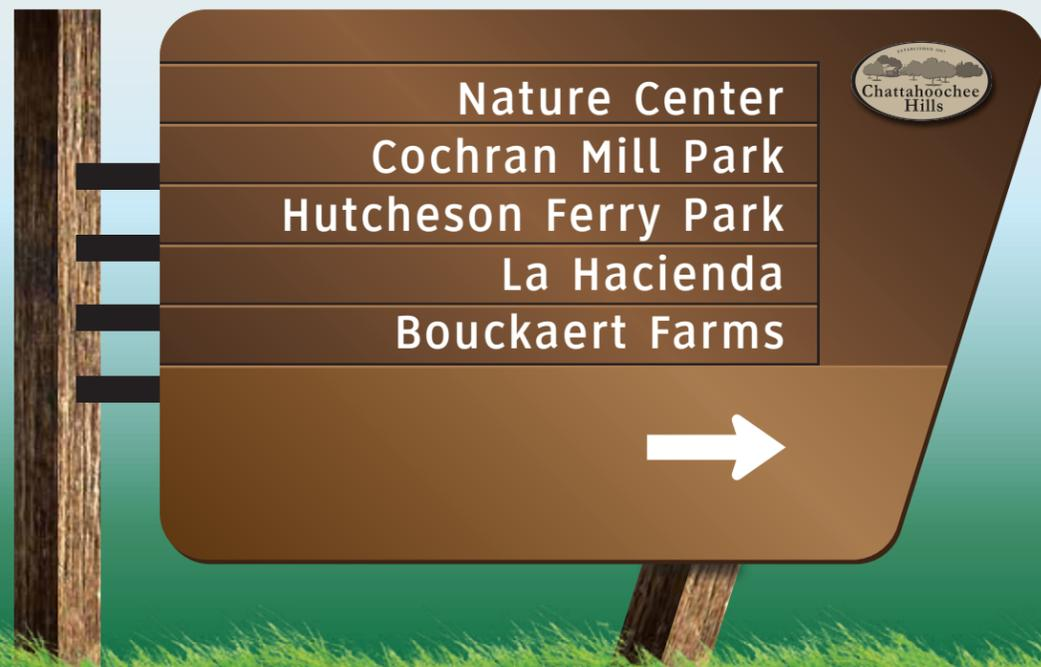 Nature Center
Cochran Mill Park
Hutcheson Ferry Park
La Hacienda
Bouckaert Farms
Chattahoochee
Hills